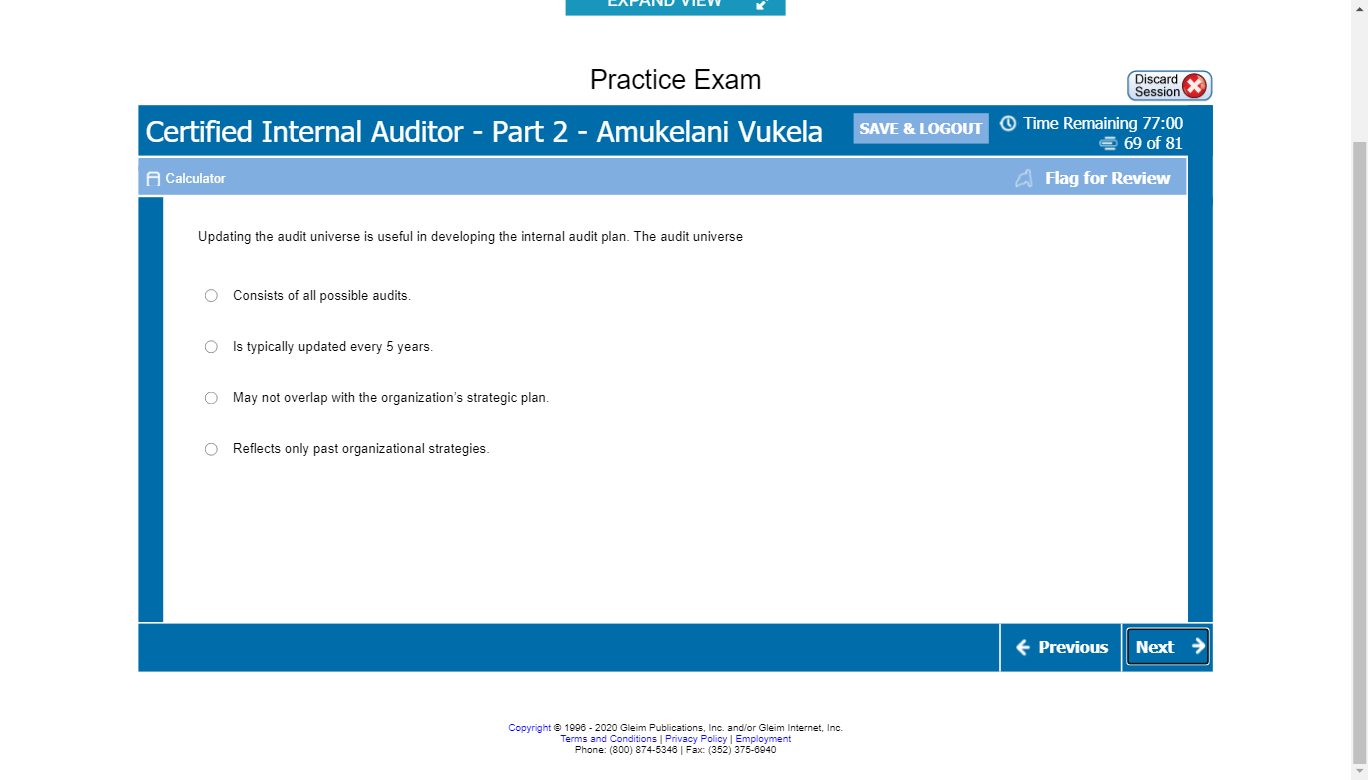 EXPAND VIEW
Practice Exam
Discard
Session
Certified Internal Auditor - Part 2 - Amukelani Vukela
SAVE & LOGOUT
Time Remaining 77:00
69 of 81
Calculator
Flag for Review
Updating the audit universe is useful in developing the internal audit plan. The audit universe
Consists of all possible audits.
Is typically updated every 5 years.
May not overlap with the organization's strategic plan.
Reflects only past organizational strategies.
Previous
Next
Copyright © 1996 - 2020 Gleim Publications, Inc. and/or Gleim Internet, Inc.
Terms and Conditions | Privacy Policy | Employment
Phone: (800) 874-5346 | Fax: (352) 375-6940